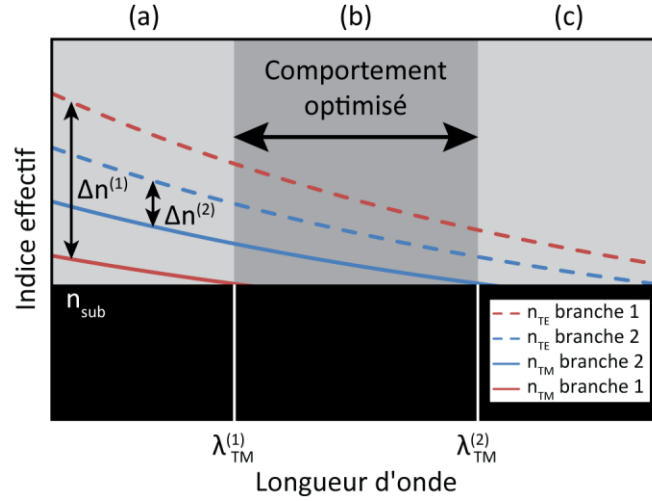 (a) (b) (c)
Comportement
optimisé
Δn⁽¹⁾
Δn⁽²⁾
Indice effectif
n_sub
n_TE branche 1
n_TE branche 2
n_TM branche 2
n_TM branche 1
λ_TM⁽¹⁾ λ_TM⁽²⁾
Longueur d'onde